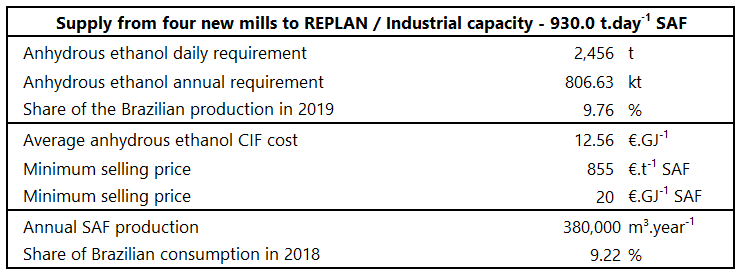 Supply from four new mills to REPLAN / Industrial capacity - 930.0 t.day⁻¹ SAF
Anhydrous ethanol daily requirement 2,456 t
Anhydrous ethanol annual requirement 806.63 kt
Share of the Brazilian production in 2019 9.76 %
Average anhydrous ethanol CIF cost 12.56 €.GJ⁻¹
Minimum selling price 855 €.t⁻¹ SAF
Minimum selling price 20 €.GJ⁻¹ SAF
Annual SAF production 380,000 m³.year⁻¹
Share of Brazilian consumption in 2018 9.22 %